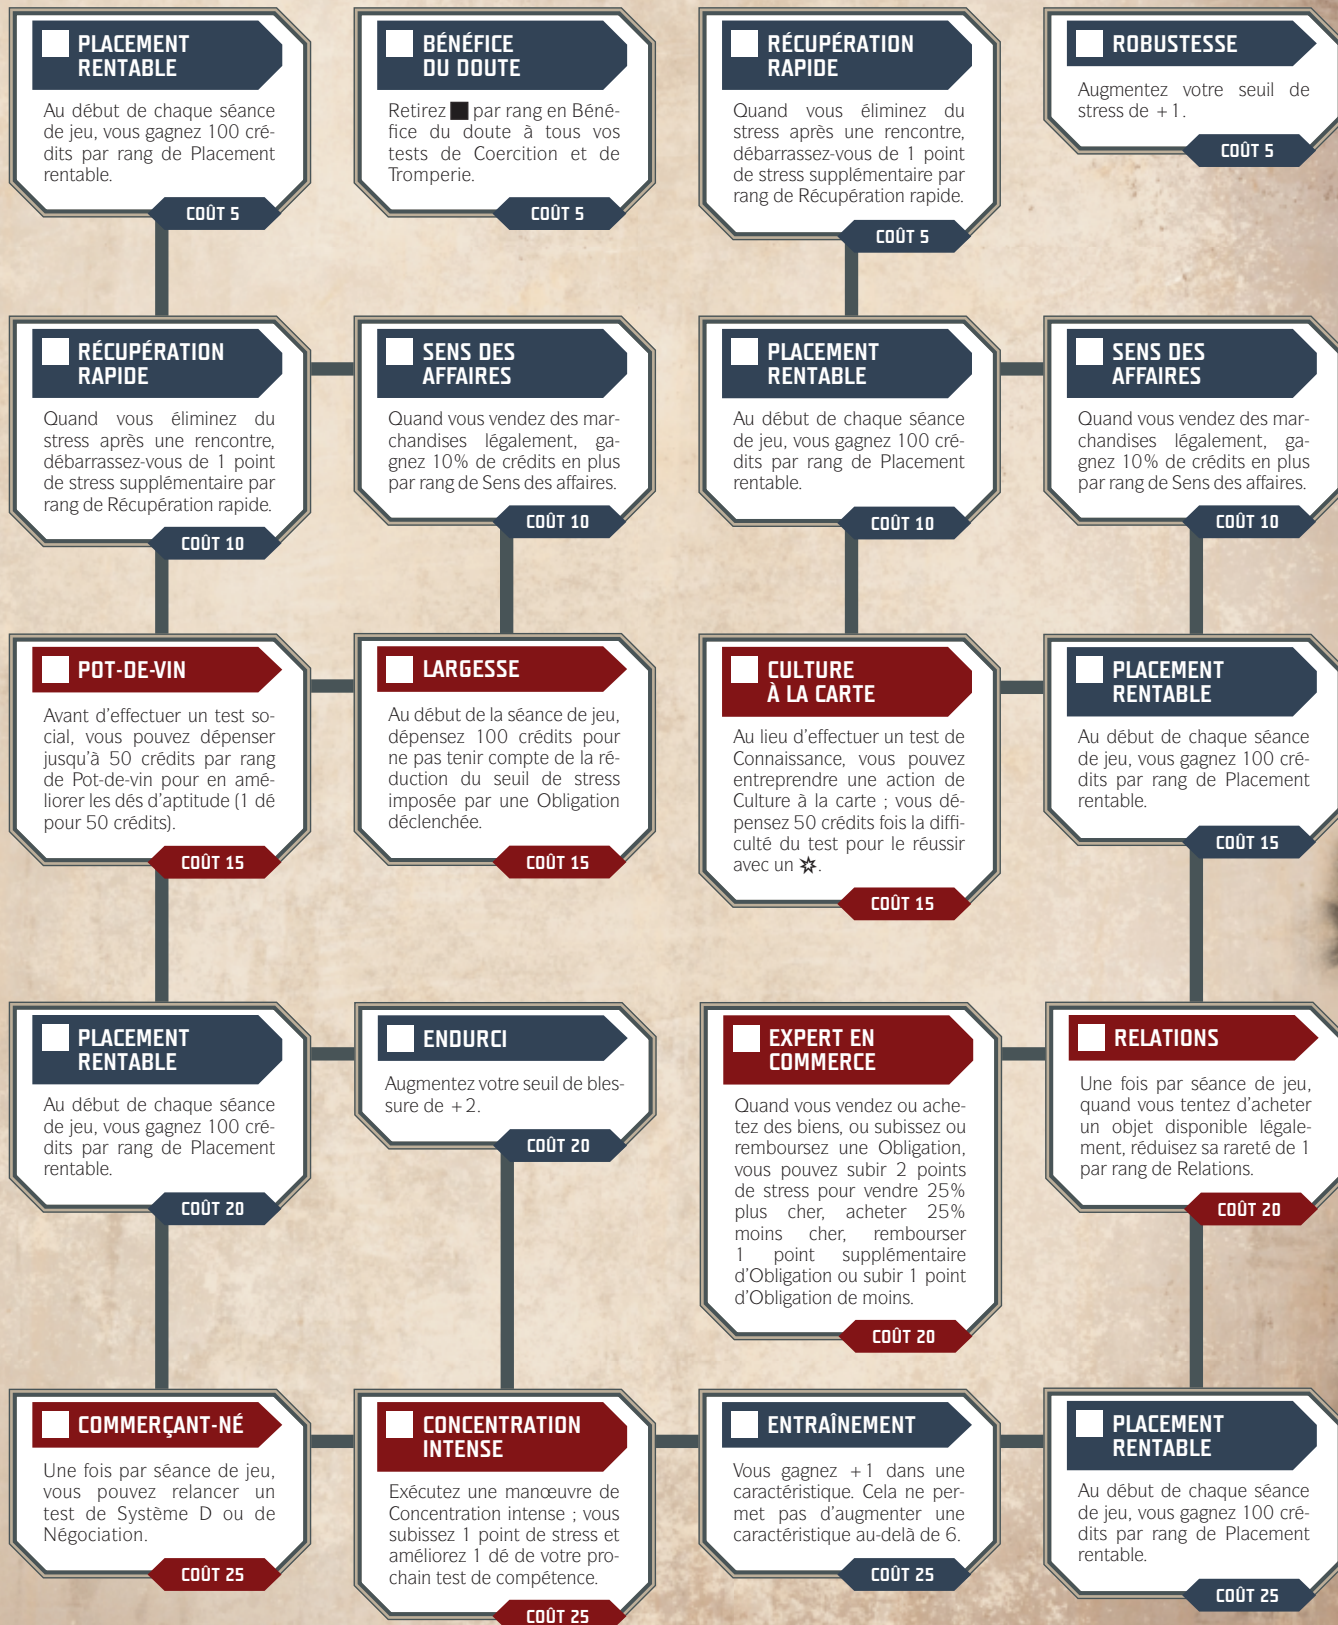 PLACEMENT
RENTABLE
Au début de chaque séance
de jeu, vous gagnez 100 cré-
dits par rang de Placement
rentable.
COÛT 5
BÉNÉFICE
DU DOUTE
Retirez ■ par rang en Béné-
fice du doute à tous vos
tests de Coercition et de
Tromperie.
COÛT 5
RÉCUPÉRATION
RAPIDE
Quand vous éliminez du
stress après une rencontre,
débarrassez-vous de 1 point
de stress supplémentaire par
rang de Récupération rapide.
COÛT 5
ROBUSTESSE
Augmentez votre seuil de
stress de +1.
COÛT 5
RÉCUPÉRATION
RAPIDE
Quand vous éliminez du
stress après une rencontre,
débarrassez-vous de 1 point
de stress supplémentaire par
rang de Récupération rapide.
COÛT 10
SENS DES
AFFAIRES
Quand vous vendez des mar-
chandises légalement, ga-
gnez 10% de crédits en plus
par rang de Sens des affaires.
COÛT 10
PLACEMENT
RENTABLE
Au début de chaque séance
de jeu, vous gagnez 100 cré-
dits par rang de Placement
rentable.
COÛT 10
SENS DES
AFFAIRES
Quand vous vendez des mar-
chandises légalement, ga-
gnez 10% de crédits en plus
par rang de Sens des affaires.
COÛT 10
POT-DE-VIN
Avant d'effectuer un test so-
cial, vous pouvez dépenser
jusqu'à 50 crédits par rang
de Pot-de-vin pour en amé-
liorer les dés d'aptitude (1 dé
pour 50 crédits).
COÛT 15
LARGESSE
Au début de la séance de jeu,
dépensez 100 crédits pour
ne pas tenir compte de la ré-
duction du seuil de stress
imposée par une Obligation
déclenchée.
COÛT 15
CULTURE
À LA CARTE
Au lieu d'effectuer un test de
Connaissance, vous pouvez
entreprendre une action de
Culture à la carte ; vous dé-
pensez 50 crédits fois la diffi-
culté du test pour le réussir
avec un .
COÛT 15
PLACEMENT
RENTABLE
Au début de chaque séance
de jeu, vous gagnez 100 cré-
dits par rang de Placement
rentable.
COÛT 15
PLACEMENT
RENTABLE
Au début de chaque séance
de jeu, vous gagnez 100 cré-
dits par rang de Placement
rentable.
COÛT 20
ENDURCI
Augmentez votre seuil de bles-
sure de +2.
COÛT 20
EXPERT EN
COMMERCE
Quand vous vendez ou ache-
tez des biens, ou subissez ou
remboursez une Obligation,
vous pouvez subir 2 points
de stress pour vendre 25%
plus cher, acheter 25%
moins cher, rembourser
1 point supplémentaire
d'Obligation ou subir 1 point
d'Obligation de moins.
COÛT 20
RELATIONS
Une fois par séance de jeu,
quand vous tentez d'acheter
un objet disponible légale-
ment, réduisez sa rareté de 1
par rang de Relations.
COÛT 20
COMMERÇANT-NÉ
Une fois par séance de jeu,
vous pouvez relancer un
test de Système D ou de
Négociation.
COÛT 25
CONCENTRATION
INTENSE
Exécutez une manœuvre de
Concentration intense ; vous
subissez 1 point de stress et
améliorez 1 dé de votre pro-
chain test de compétence.
COÛT 25
ENTRAÎNEMENT
Vous gagnez +1 dans une
caractéristique. Cela ne per-
met pas d'augmenter une
caractéristique au-delà de 6.
COÛT 25
PLACEMENT
RENTABLE
Au début de chaque séance
de jeu, vous gagnez 100 cré-
dits par rang de Placement
rentable.
COÛT 25